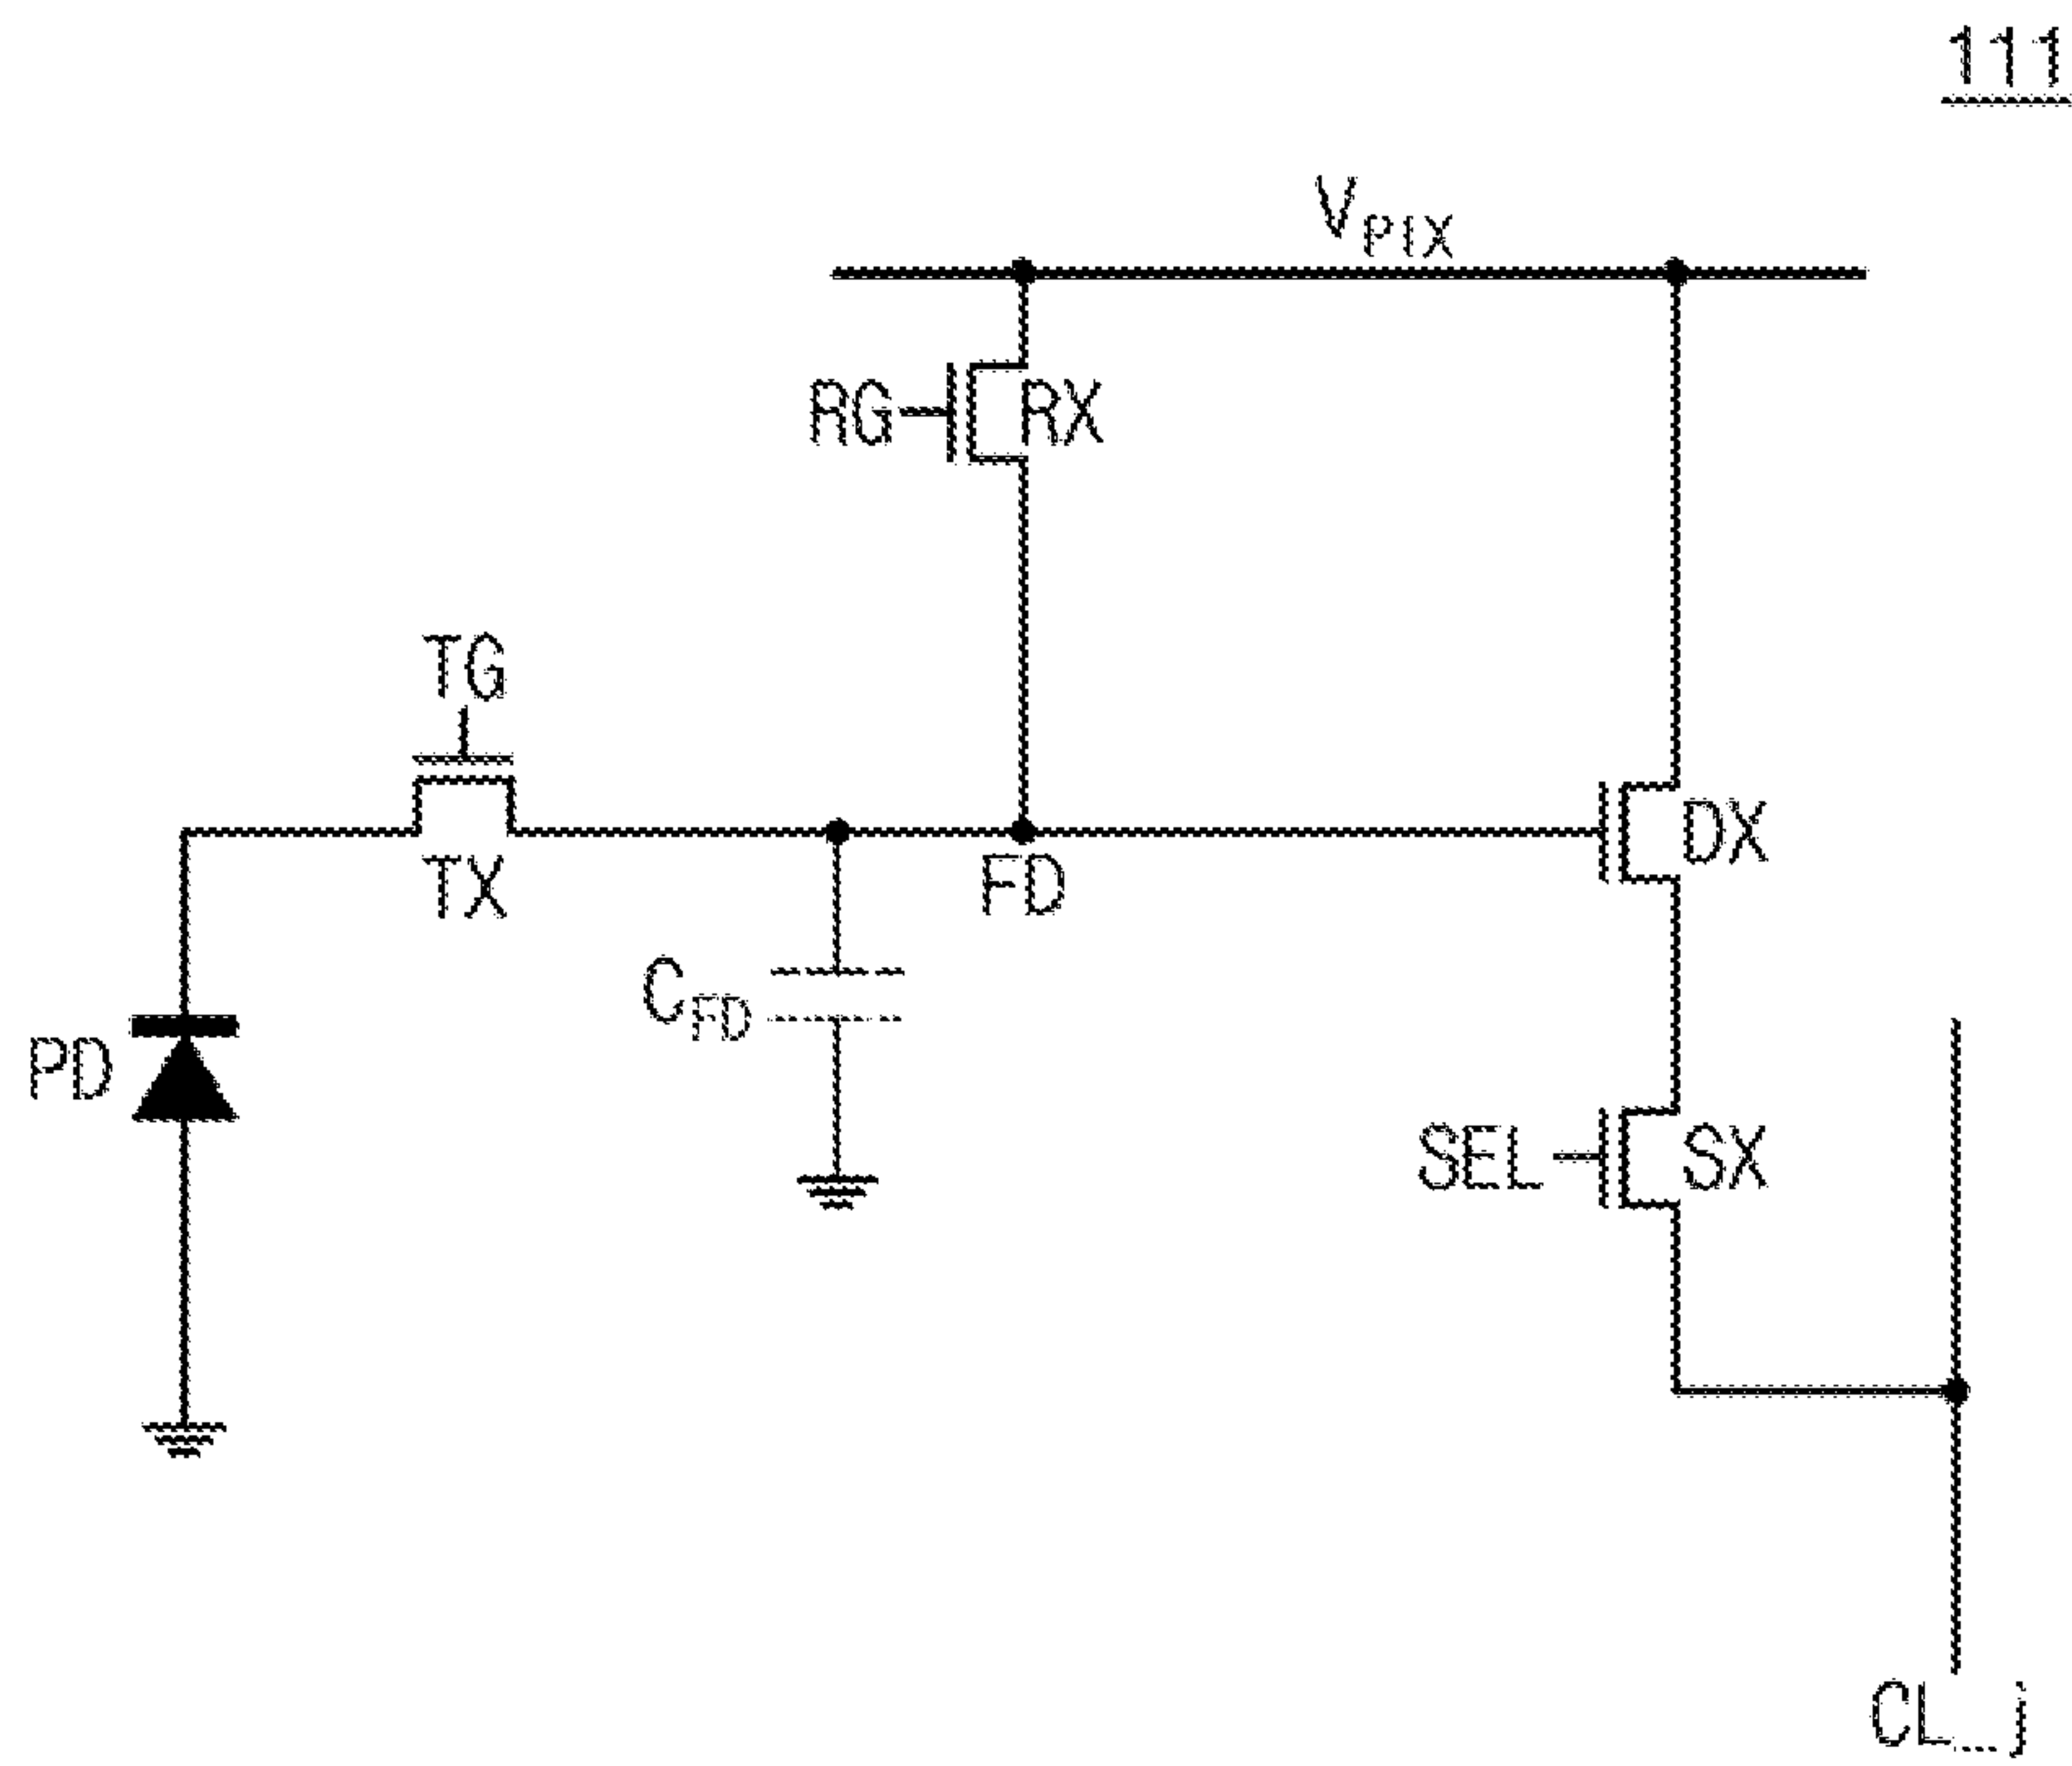 111
VPIX
RG
RX
TG
TX
FD
DX
CFD
PD
SEL
SX
CL_j